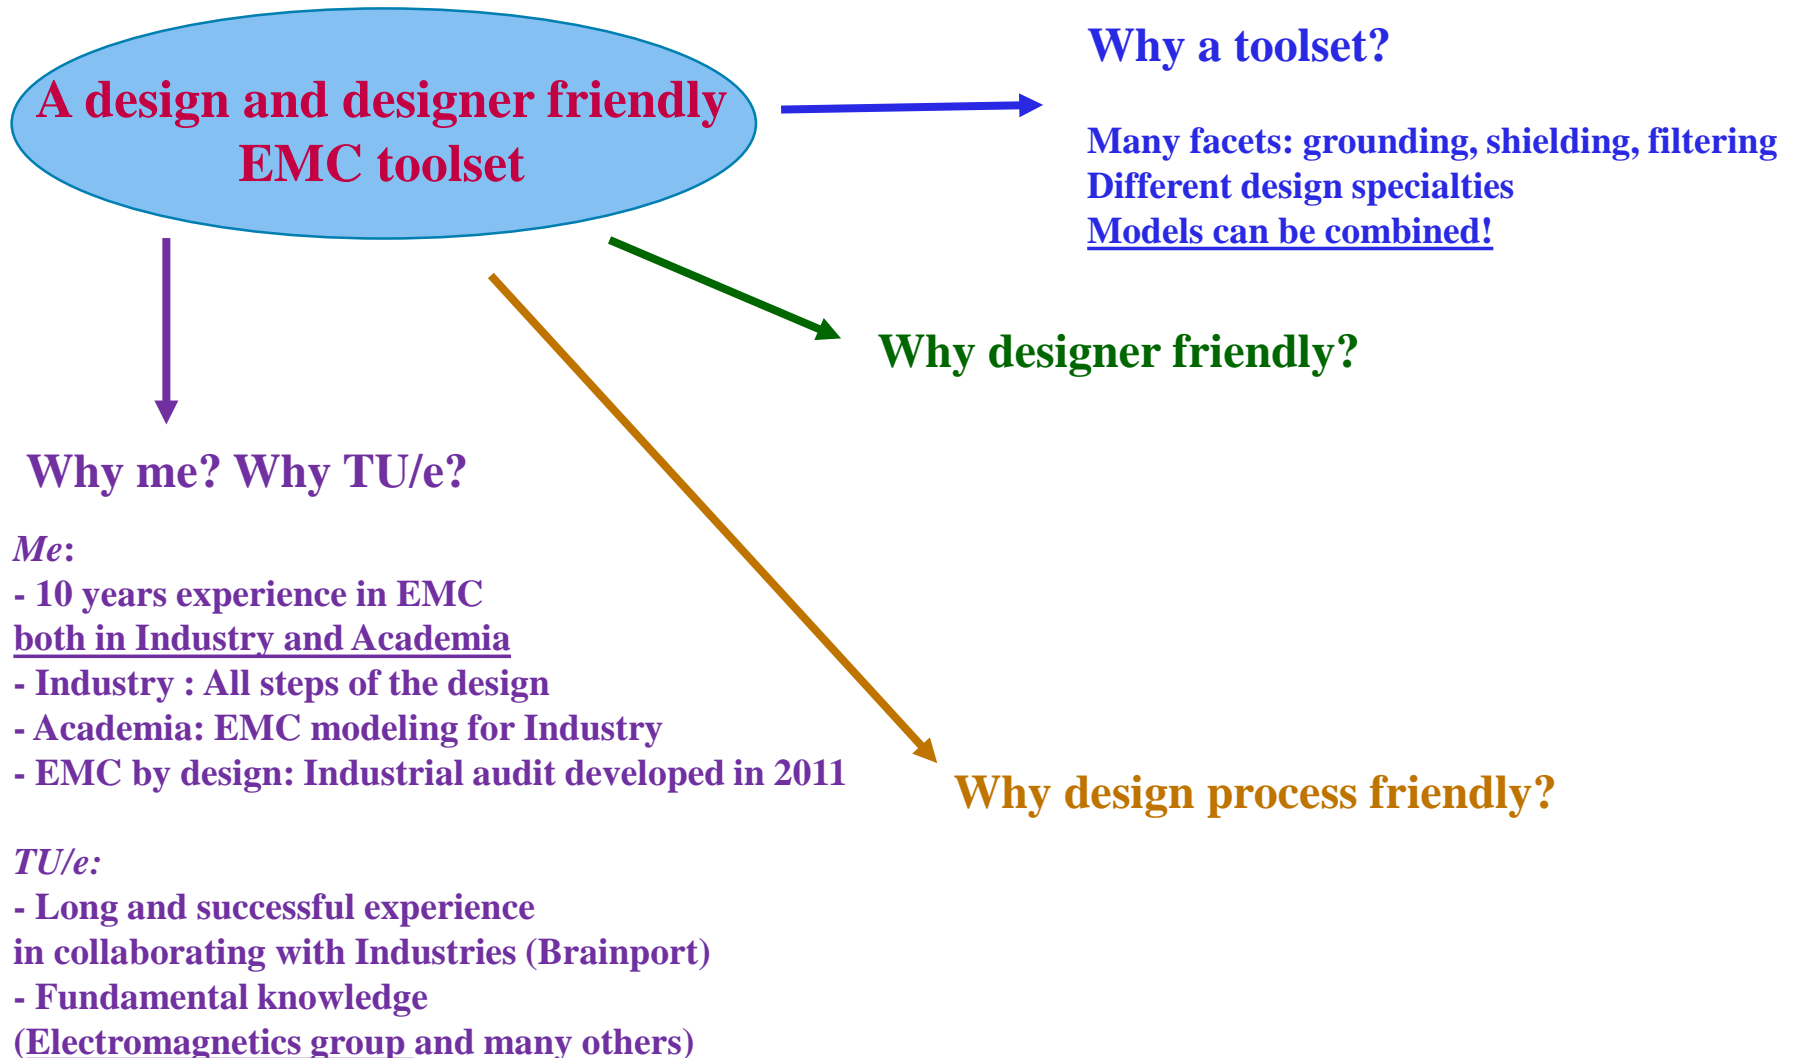 A design and designer friendly
EMC toolset
Why a toolset?
Many facets: grounding, shielding, filtering
Different design specialties
Models can be combined!
Why designer friendly?
Why me? Why TU/e?
Me:
- 10 years experience in EMC
both in Industry and Academia
- Industry : All steps of the design
- Academia: EMC modeling for Industry
- EMC by design: Industrial audit developed in 2011
Why design process friendly?
TU/e:
- Long and successful experience
in collaborating with Industries (Brainport)
- Fundamental knowledge
(Electromagnetics group and many others)